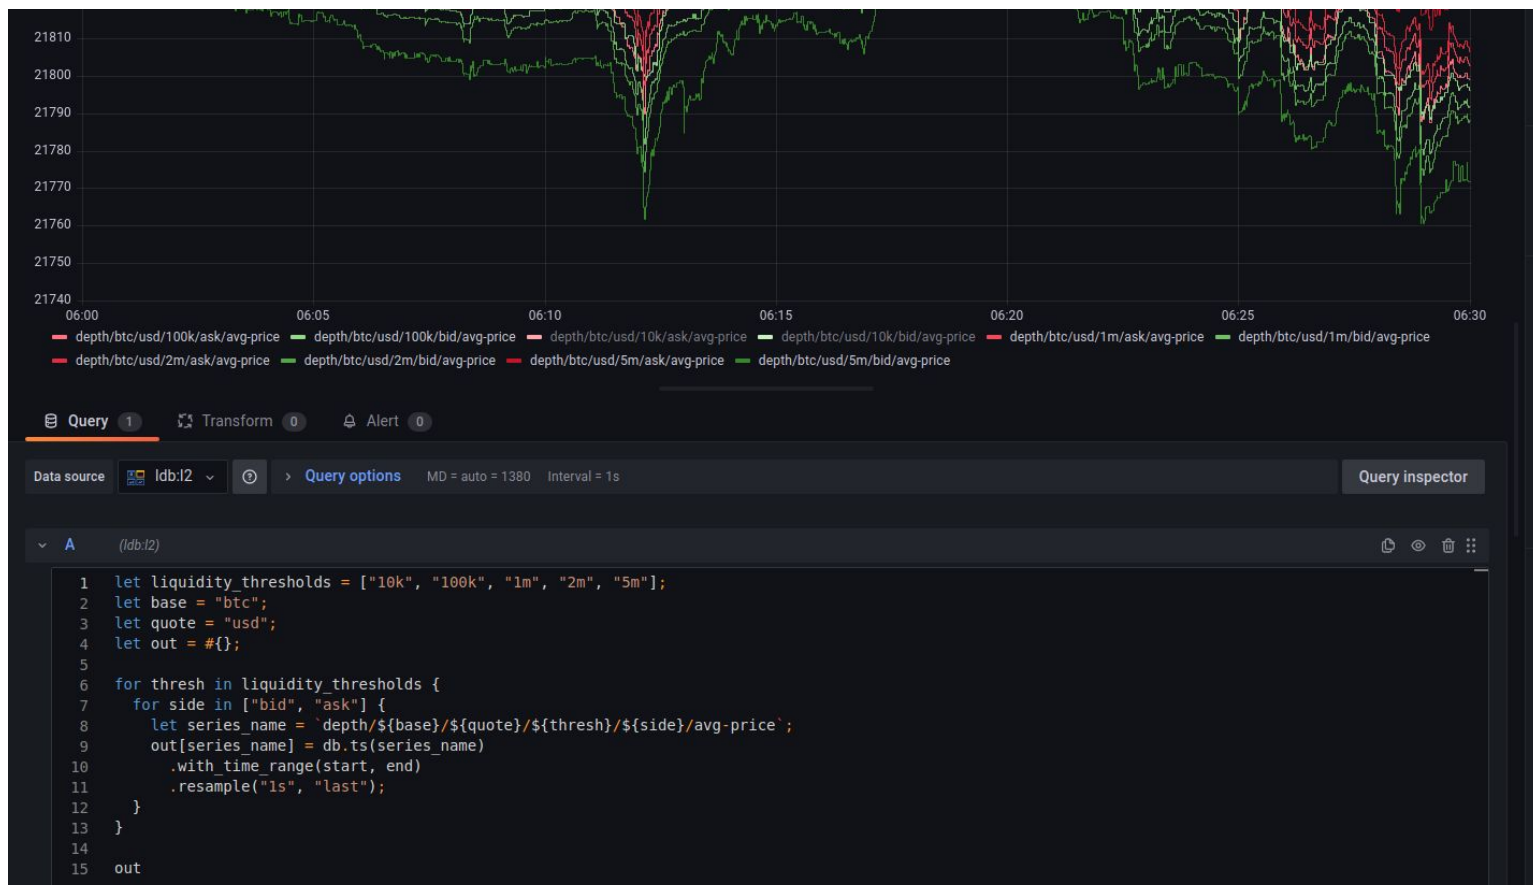 21810
21800
21790
21780
21770
21760
21750
21740
06:00 06:05 06:10 06:15 06:20 06:25 06:30
depth/btc/usd/100k/ask/avg-price depth/btc/usd/100k/bid/avg-price depth/btc/usd/10k/ask/avg-price depth/btc/usd/10k/bid/avg-price depth/btc/usd/1m/ask/avg-price depth/btc/usd/1m/bid/avg-price
depth/btc/usd/2m/ask/avg-price depth/btc/usd/2m/bid/avg-price depth/btc/usd/5m/ask/avg-price depth/btc/usd/5m/bid/avg-price
Query 1 Transform 0 Alert 0
Data source ldb:l2 Query options MD = auto = 1380 Interval = 1s Query inspector
A (ldb:l2)
1 let liquidity_thresholds = ["10k", "100k", "1m", "2m", "5m"];
2 let base = "btc";
3 let quote = "usd";
4 let out = #{};
5
6 for thresh in liquidity_thresholds {
7 for side in ["bid", "ask"] {
8 let series_name = `depth/${base}/${quote}/${thresh}/${side}/avg-price`;
9 out[series_name] = db.ts(series_name)
10 .with_time_range(start, end)
11 .resample("1s", "last");
12 }
13 }
14
15 out